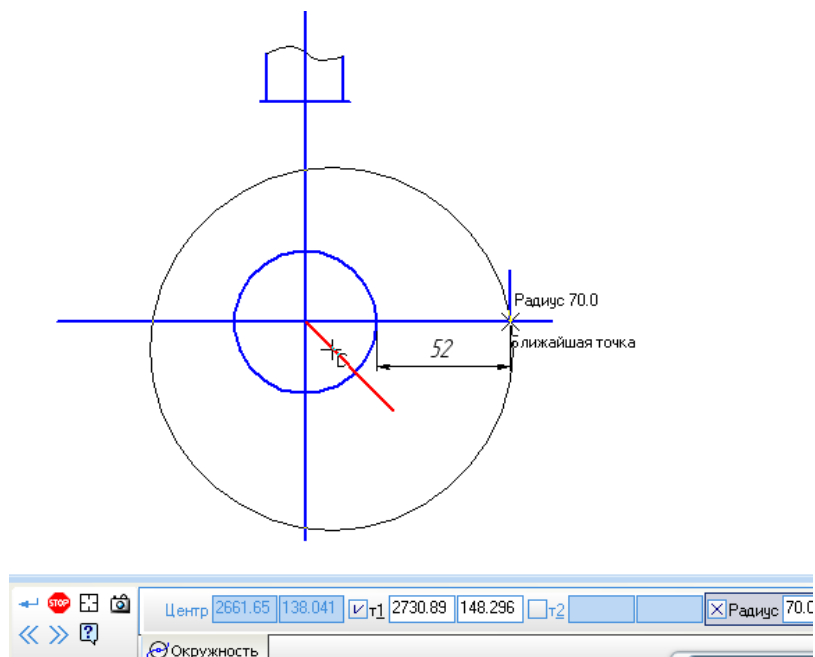 Радиус 70.0
Ближайшая точка
52
C
STOP
Центр 2661.65 138.041 т1 2730.89 148.296 т2 Радиус 70.0
Окружность